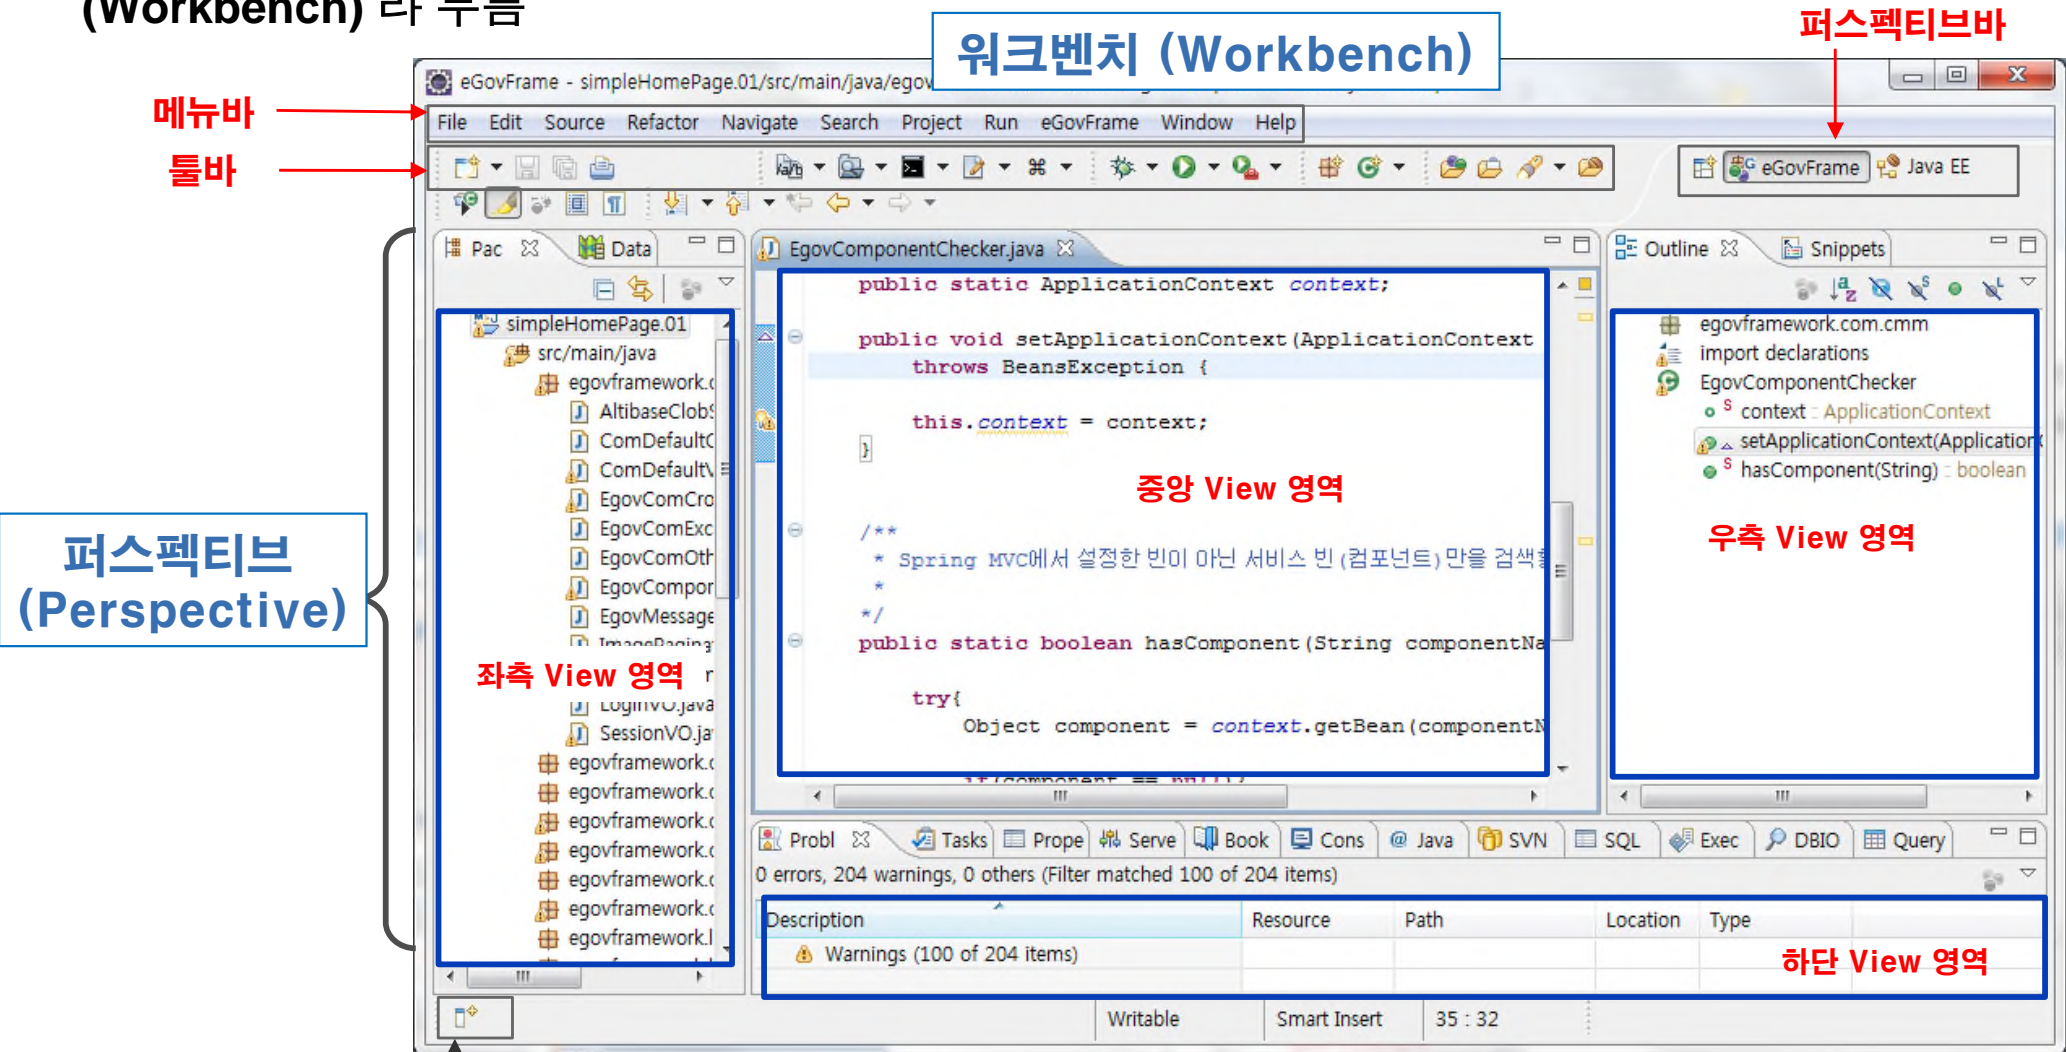 (Workbench) 라 부름
워크벤치 (Workbench)
퍼스펙티브바
eGovFrame - simpleHomePage.01/src/main/java/egov
메뉴바
File Edit Source Refactor Navigate Search Project Run eGovFrame Window Help
툴바
eGovFrame Java EE
Pac Data
EgovComponentChecker.java
Outline Snippets
퍼스펙티브
(Perspective)
simpleHomePage.01
src/main/java
egovframework.c
AltibaseClobS
ComDefaultC
ComDefaultV
EgovComCro
EgovComExc
EgovComOth
EgovCompor
EgovMessage
ImagePagina
좌측 View 영역
LoginVO.java
SessionVO.ja
egovframework.c
egovframework.c
egovframework.c
egovframework.c
egovframework.c
egovframework.c
egovframework.l
public static ApplicationContext context;
public void setApplicationContext(ApplicationContext
throws BeansException {
this.context = context;
}
중앙 View 영역
/**
* Spring MVC에서 설정한 빈이 아닌 서비스 빈(컴포넌트)만을 검색할
*
*/
public static boolean hasComponent(String componentNa
try{
Object component = context.getBean(componentN
if(component == null){
egovframework.com.cmm
import declarations
EgovComponentChecker
S context : ApplicationContext
setApplicationContext(Application
S hasComponent(String) : boolean
우측 View 영역
Probl Tasks Prope Serve Book Cons Java SVN SQL Exec DBIO Query
0 errors, 204 warnings, 0 others (Filter matched 100 of 204 items)
Description Resource Path Location Type
Warnings (100 of 204 items)
하단 View 영역
Writable Smart Insert 35 : 32